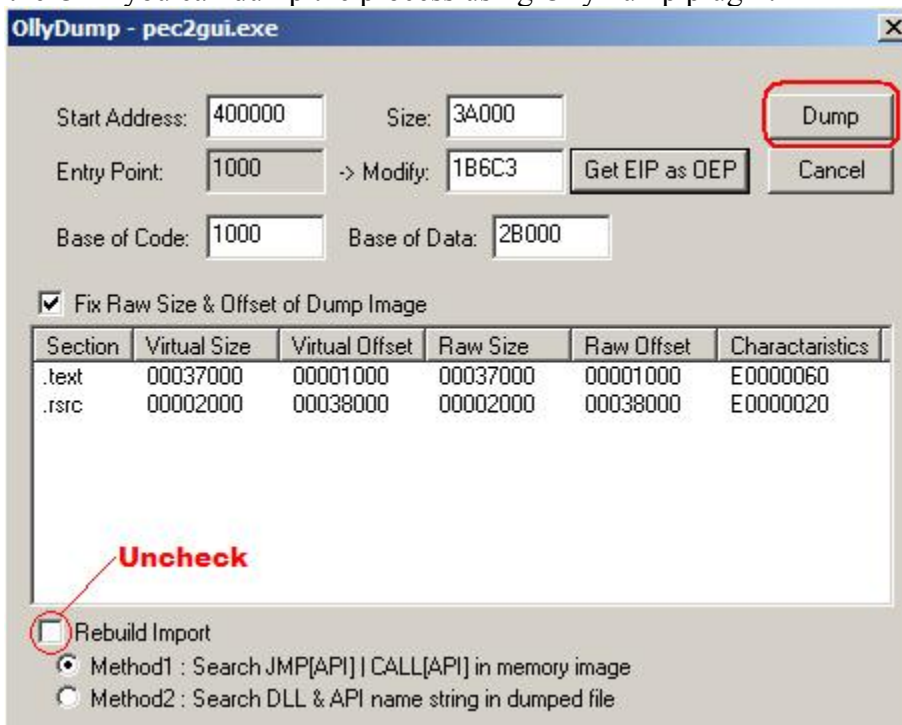 OllyDump - pec2gui.exe
Start Address: 400000 Size: 3A000 Dump
Entry Point: 1000 -> Modify: 1B6C3 Get EIP as OEP Cancel
Base of Code: 1000 Base of Data: 2B000
Fix Raw Size & Offset of Dump Image
Section Virtual Size Virtual Offset Raw Size Raw Offset Charactaristics
.text 00037000 00001000 00037000 00001000 E0000060
.rsrc 00002000 00038000 00002000 00038000 E0000020
Uncheck
Rebuild Import
Method1 : Search JMP[API] | CALL[API] in memory image
Method2 : Search DLL & API name string in dumped file